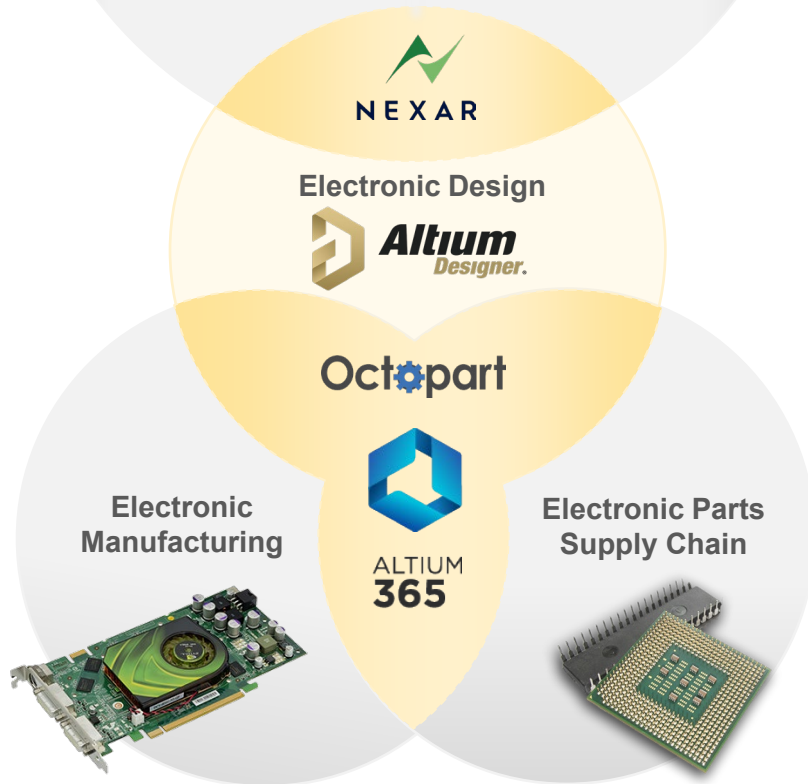 NEXAR
Electronic Design
Altium
Designer.
Octopart
Electronic
Manufacturing
Electronic Parts
Supply Chain
ALTIUM
365